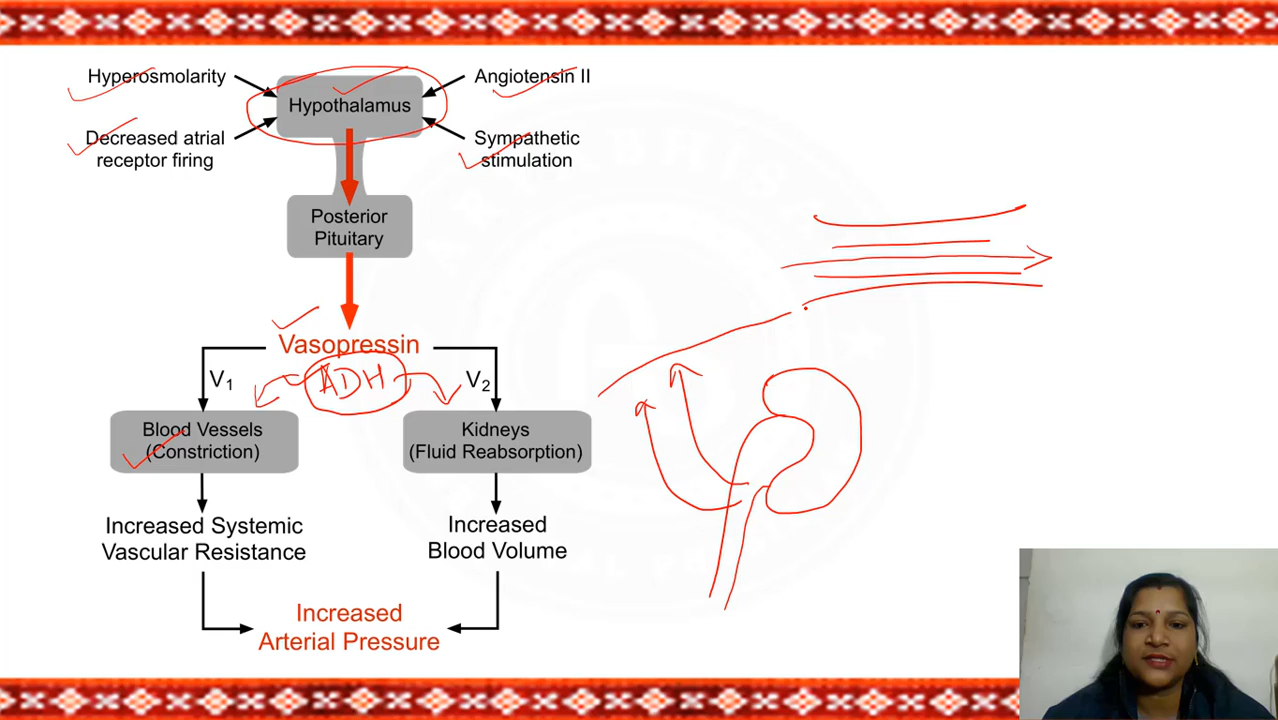 Hyperosmolarity
Hypothalamus
Angiotensin II
Decreased atrial
receptor firing
Sympathetic
stimulation
Posterior
Pituitary
Vasopressin
V1
ADH
V2
Blood Vessels
(Constriction)
Kidneys
(Fluid Reabsorption)
Increased Systemic
Vascular Resistance
Increased
Blood Volume
Increased
Arterial Pressure